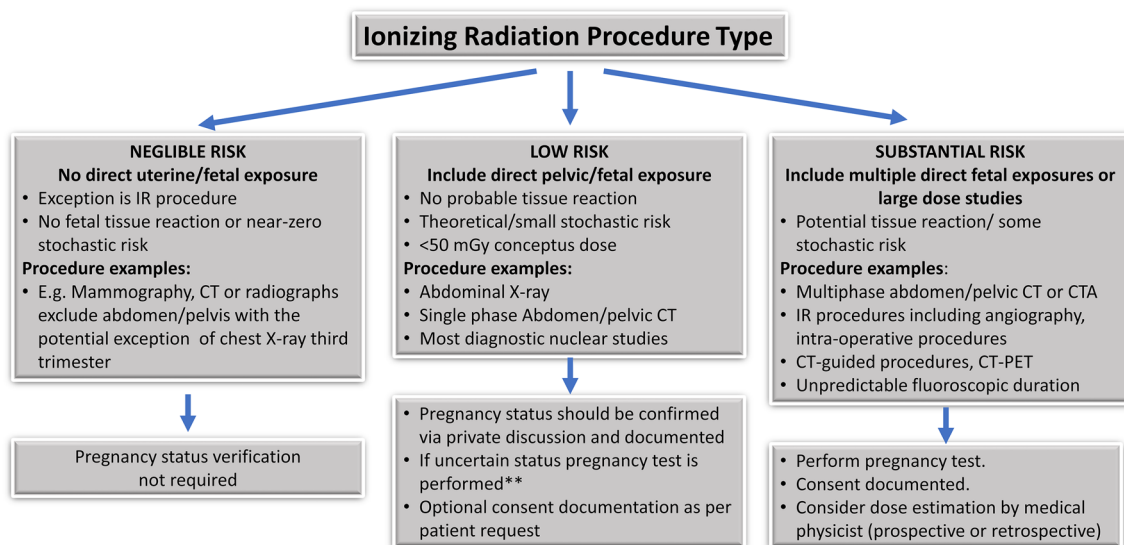 Ionizing Radiation Procedure Type
NEGLIBLE RISK
No direct uterine/fetal exposure
• Exception is IR procedure
• No fetal tissue reaction or near-zero
stochastic risk
Procedure examples:
• E.g. Mammography, CT or radiographs
exclude abdomen/pelvis with the
potential exception of chest X-ray third
trimester
Pregnancy status verification
not required
LOW RISK
Include direct pelvic/fetal exposure
• No probable tissue reaction
• Theoretical/small stochastic risk
• <50 mGy conceptus dose
Procedure examples:
• Abdominal X-ray
• Single phase Abdomen/pelvic CT
• Most diagnostic nuclear studies
• Pregnancy status should be confirmed
via private discussion and documented
• If uncertain status pregnancy test is
performed**
• Optional consent documentation as per
patient request
SUBSTANTIAL RISK
Include multiple direct fetal exposures or
large dose studies
• Potential tissue reaction/ some
stochastic risk
Procedure examples:
• Multiphase abdomen/pelvic CT or CTA
• IR procedures including angiography,
intra-operative procedures
• CT-guided procedures, CT-PET
• Unpredictable fluoroscopic duration
• Perform pregnancy test.
• Consent documented.
• Consider dose estimation by medical
physicist (prospective or retrospective)